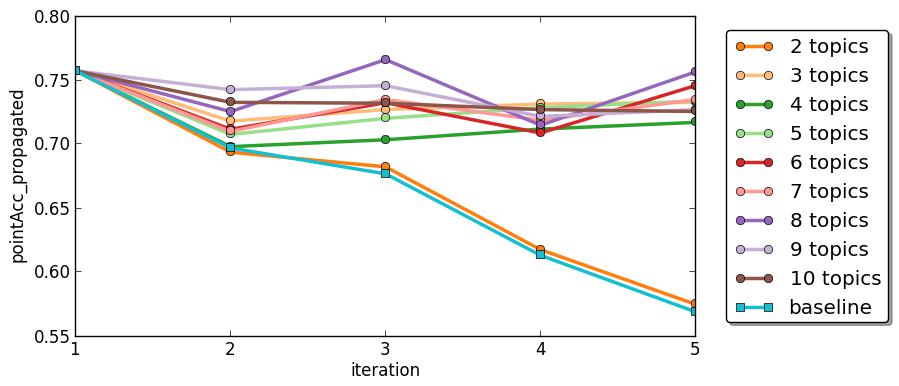 0.80
0.75
0.70
0.65
0.60
0.55
pointAcc_propagated
1
2
3
4
5
iteration
2 topics
3 topics
4 topics
5 topics
6 topics
7 topics
8 topics
9 topics
10 topics
baseline